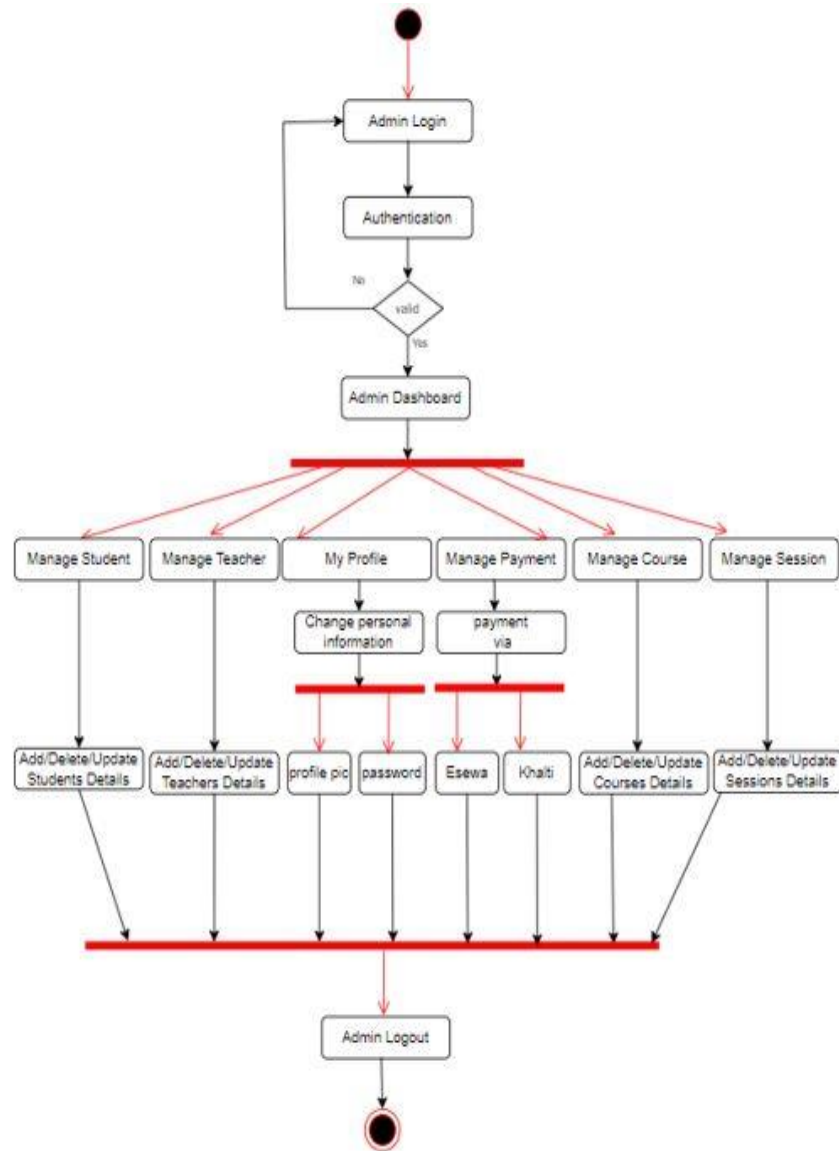 Admin Login
Authentication
No
valid
Yes
Admin Dashboard
Manage Student
Manage Teacher
My Profile
Manage Payment
Manage Course
Manage Session
Change personal
information
payment
via
Add/Delete/Update
Students Details
Add/Delete/Update
Teachers Details
profile pic
password
Esewa
Khalti
Add/Delete/Update
Courses Details
Add/Delete/Update
Sessions Details
Admin Logout